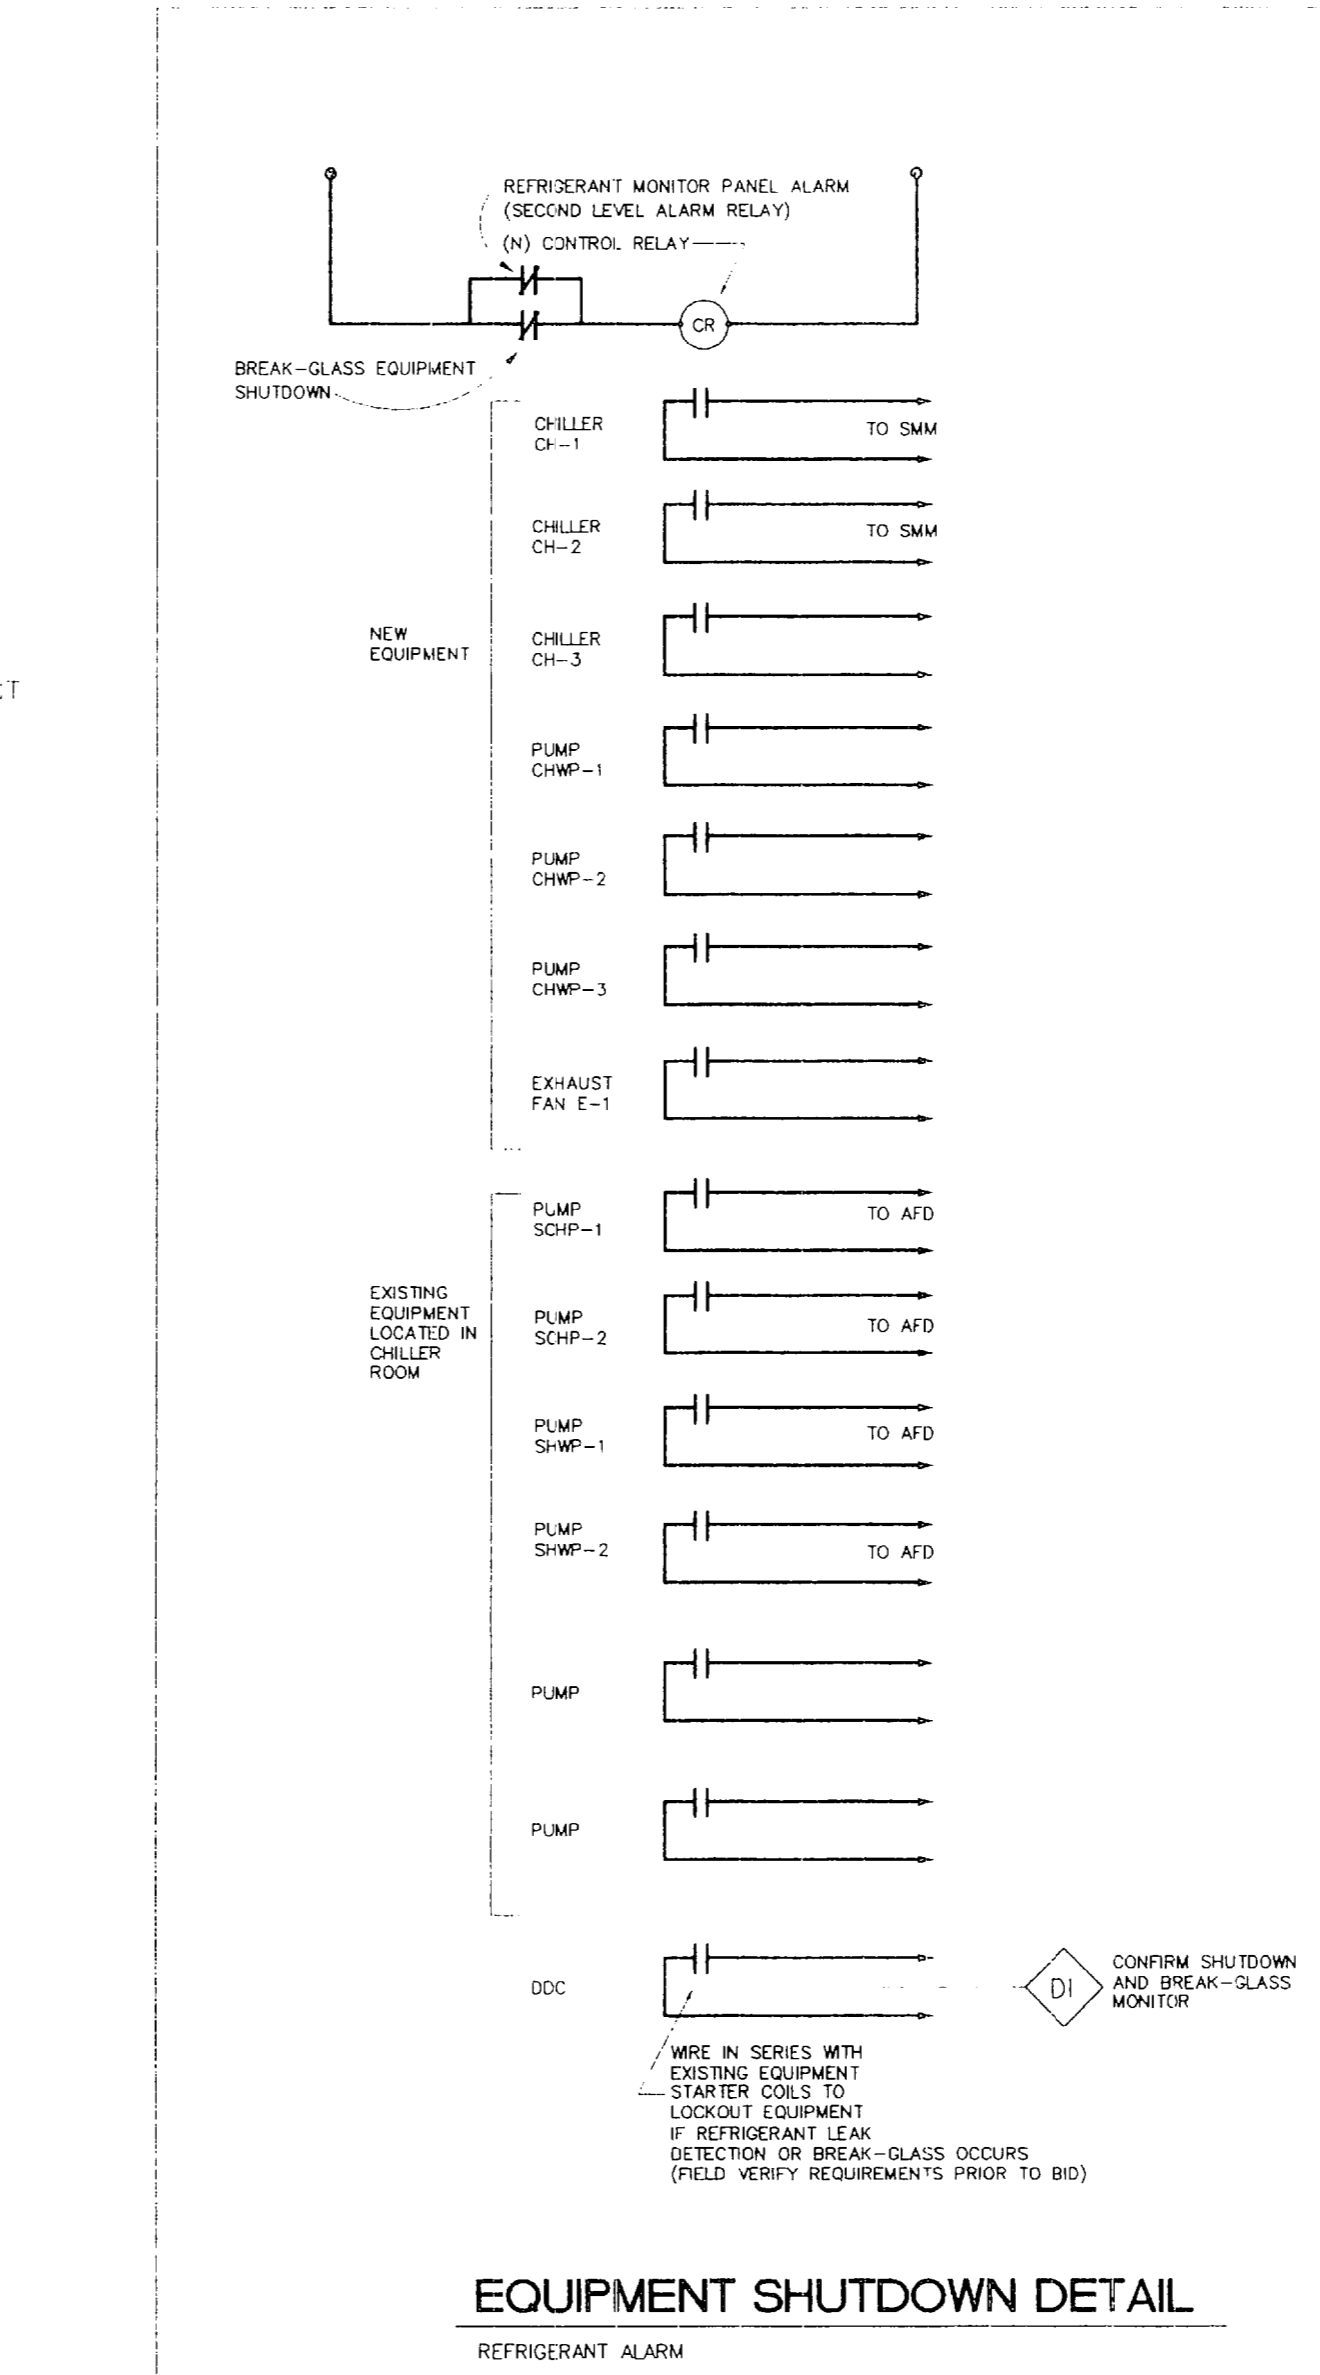 REFRIGERANT MONITOR PANEL ALARM
(SECOND LEVEL ALARM RELAY)
(N) CONTROL RELAY
CR
BREAK-GLASS EQUIPMENT
SHUTDOWN
CHILLER
CH-1
TO SMM
CHILLER
CH-2
TO SMM
NEW
EQUIPMENT
CHILLER
CH-3
PUMP
CHWP-1
PUMP
CHWP-2
PUMP
CHWP-3
EXHAUST
FAN E-1
PUMP
SCHP-1
TO AFD
EXISTING
EQUIPMENT
LOCATED IN
CHILLER
ROOM
PUMP
SCHP-2
TO AFD
PUMP
SHWP-1
TO AFD
PUMP
SHWP-2
TO AFD
PUMP
PUMP
DDC
DI
CONFIRM SHUTDOWN
AND BREAK-GLASS
MONITOR
WIRE IN SERIES WITH
EXISTING EQUIPMENT
STARTER COILS TO
LOCKOUT EQUIPMENT
IF REFRIGERANT LEAK
DETECTION OR BREAK-GLASS OCCURS
(FIELD VERIFY REQUIREMENTS PRIOR TO BID)
EQUIPMENT SHUTDOWN DETAIL
REFRIGERANT ALARM